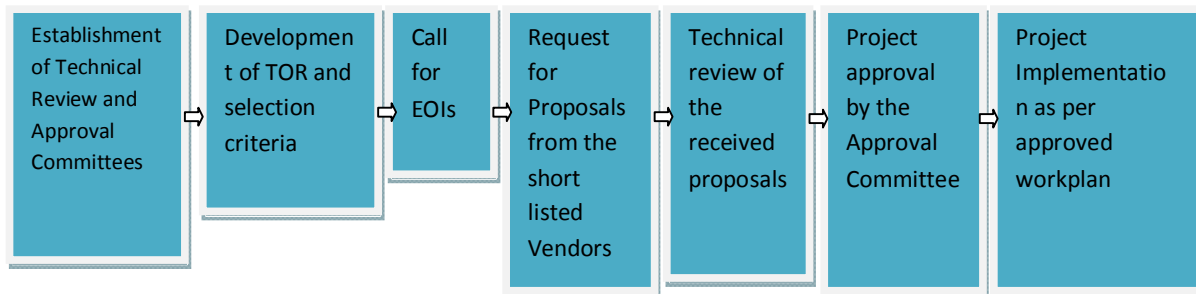 Establishment
of Technical
Review and
Approval
Committees
Developmen
t of TOR and
selection
criteria
Call
for
EOIs
Request
for
Proposals
from the
short
listed
Vendors
Technical
review of
the
received
proposals
Project
approval
by the
Approval
Committee
Project
Implementatio
n as per
approved
workplan